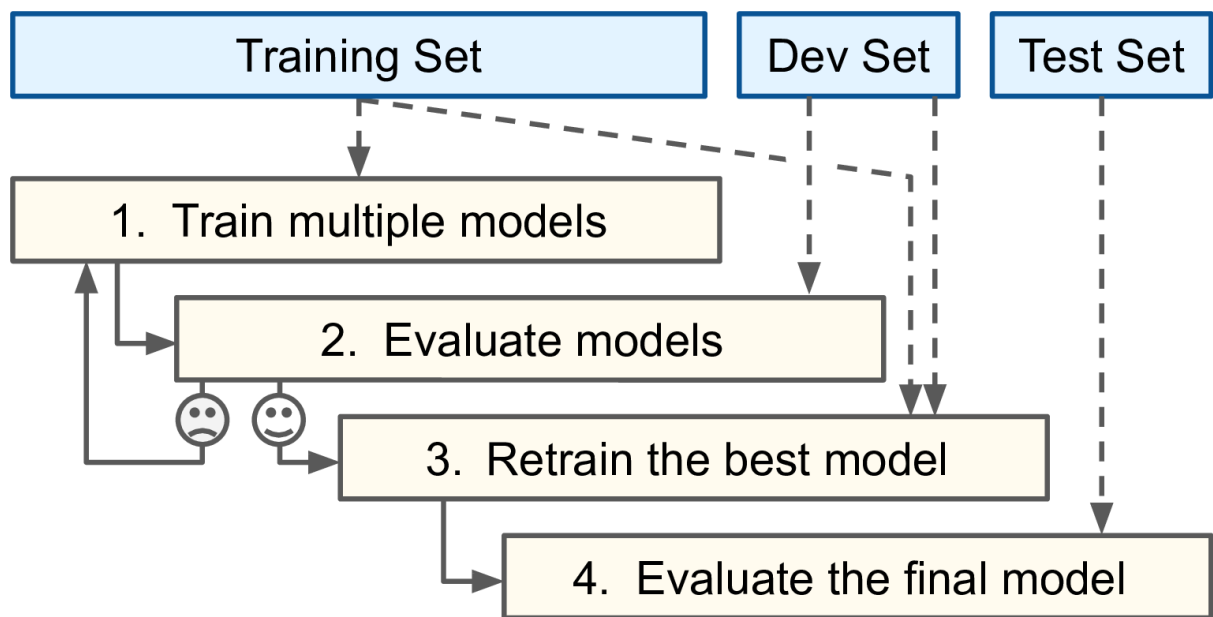 Training Set
Dev Set
Test Set
1. Train multiple models
2. Evaluate models
3. Retrain the best model
4. Evaluate the final model